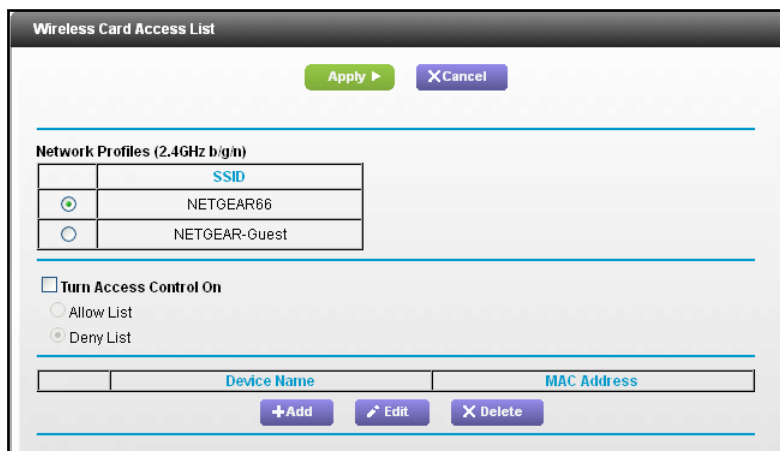 Wireless Card Access List
Apply
Cancel
Network Profiles (2.4GHz b/g/n)
SSID
NETGEAR66
NETGEAR-Guest
Turn Access Control On
Allow List
Deny List
Device Name MAC Address
+Add Edit X Delete